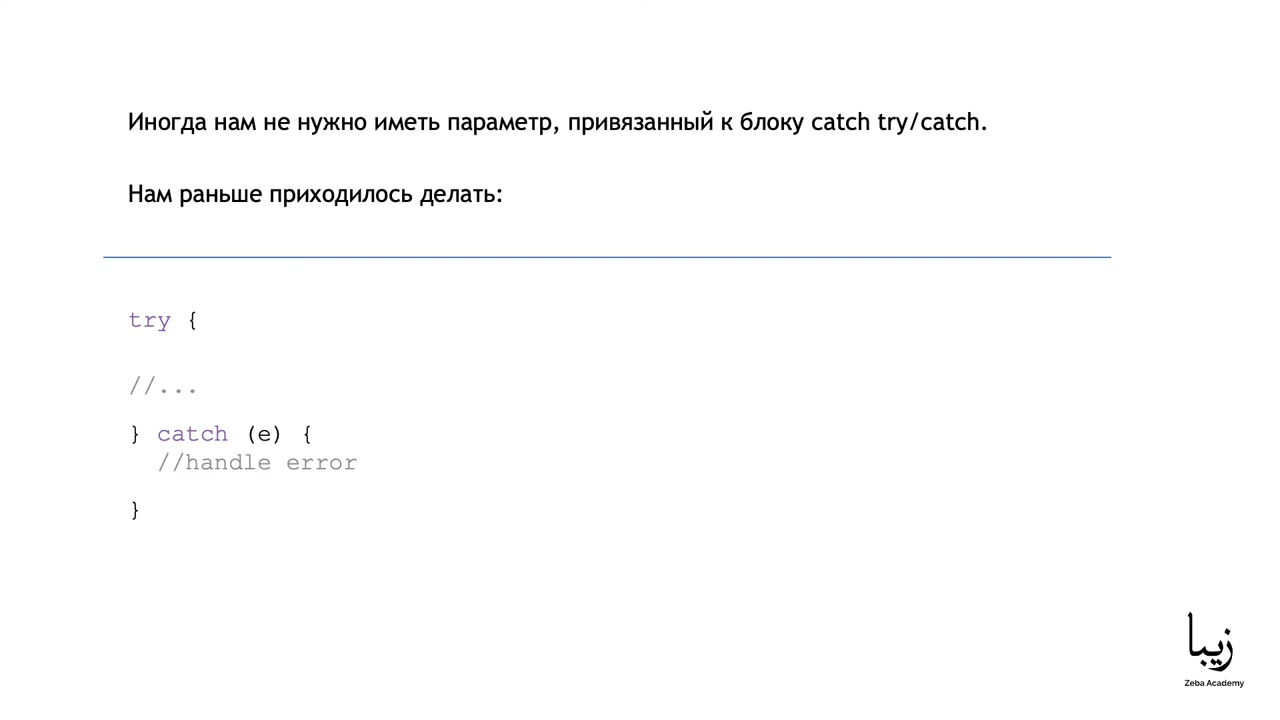 Иногда нам не нужно иметь параметр, привязанный к блоку catch try/catch.
Нам раньше приходилось делать:
try {
//...
} catch (e) {
//handle error
}
زیبا
Zeba Academy